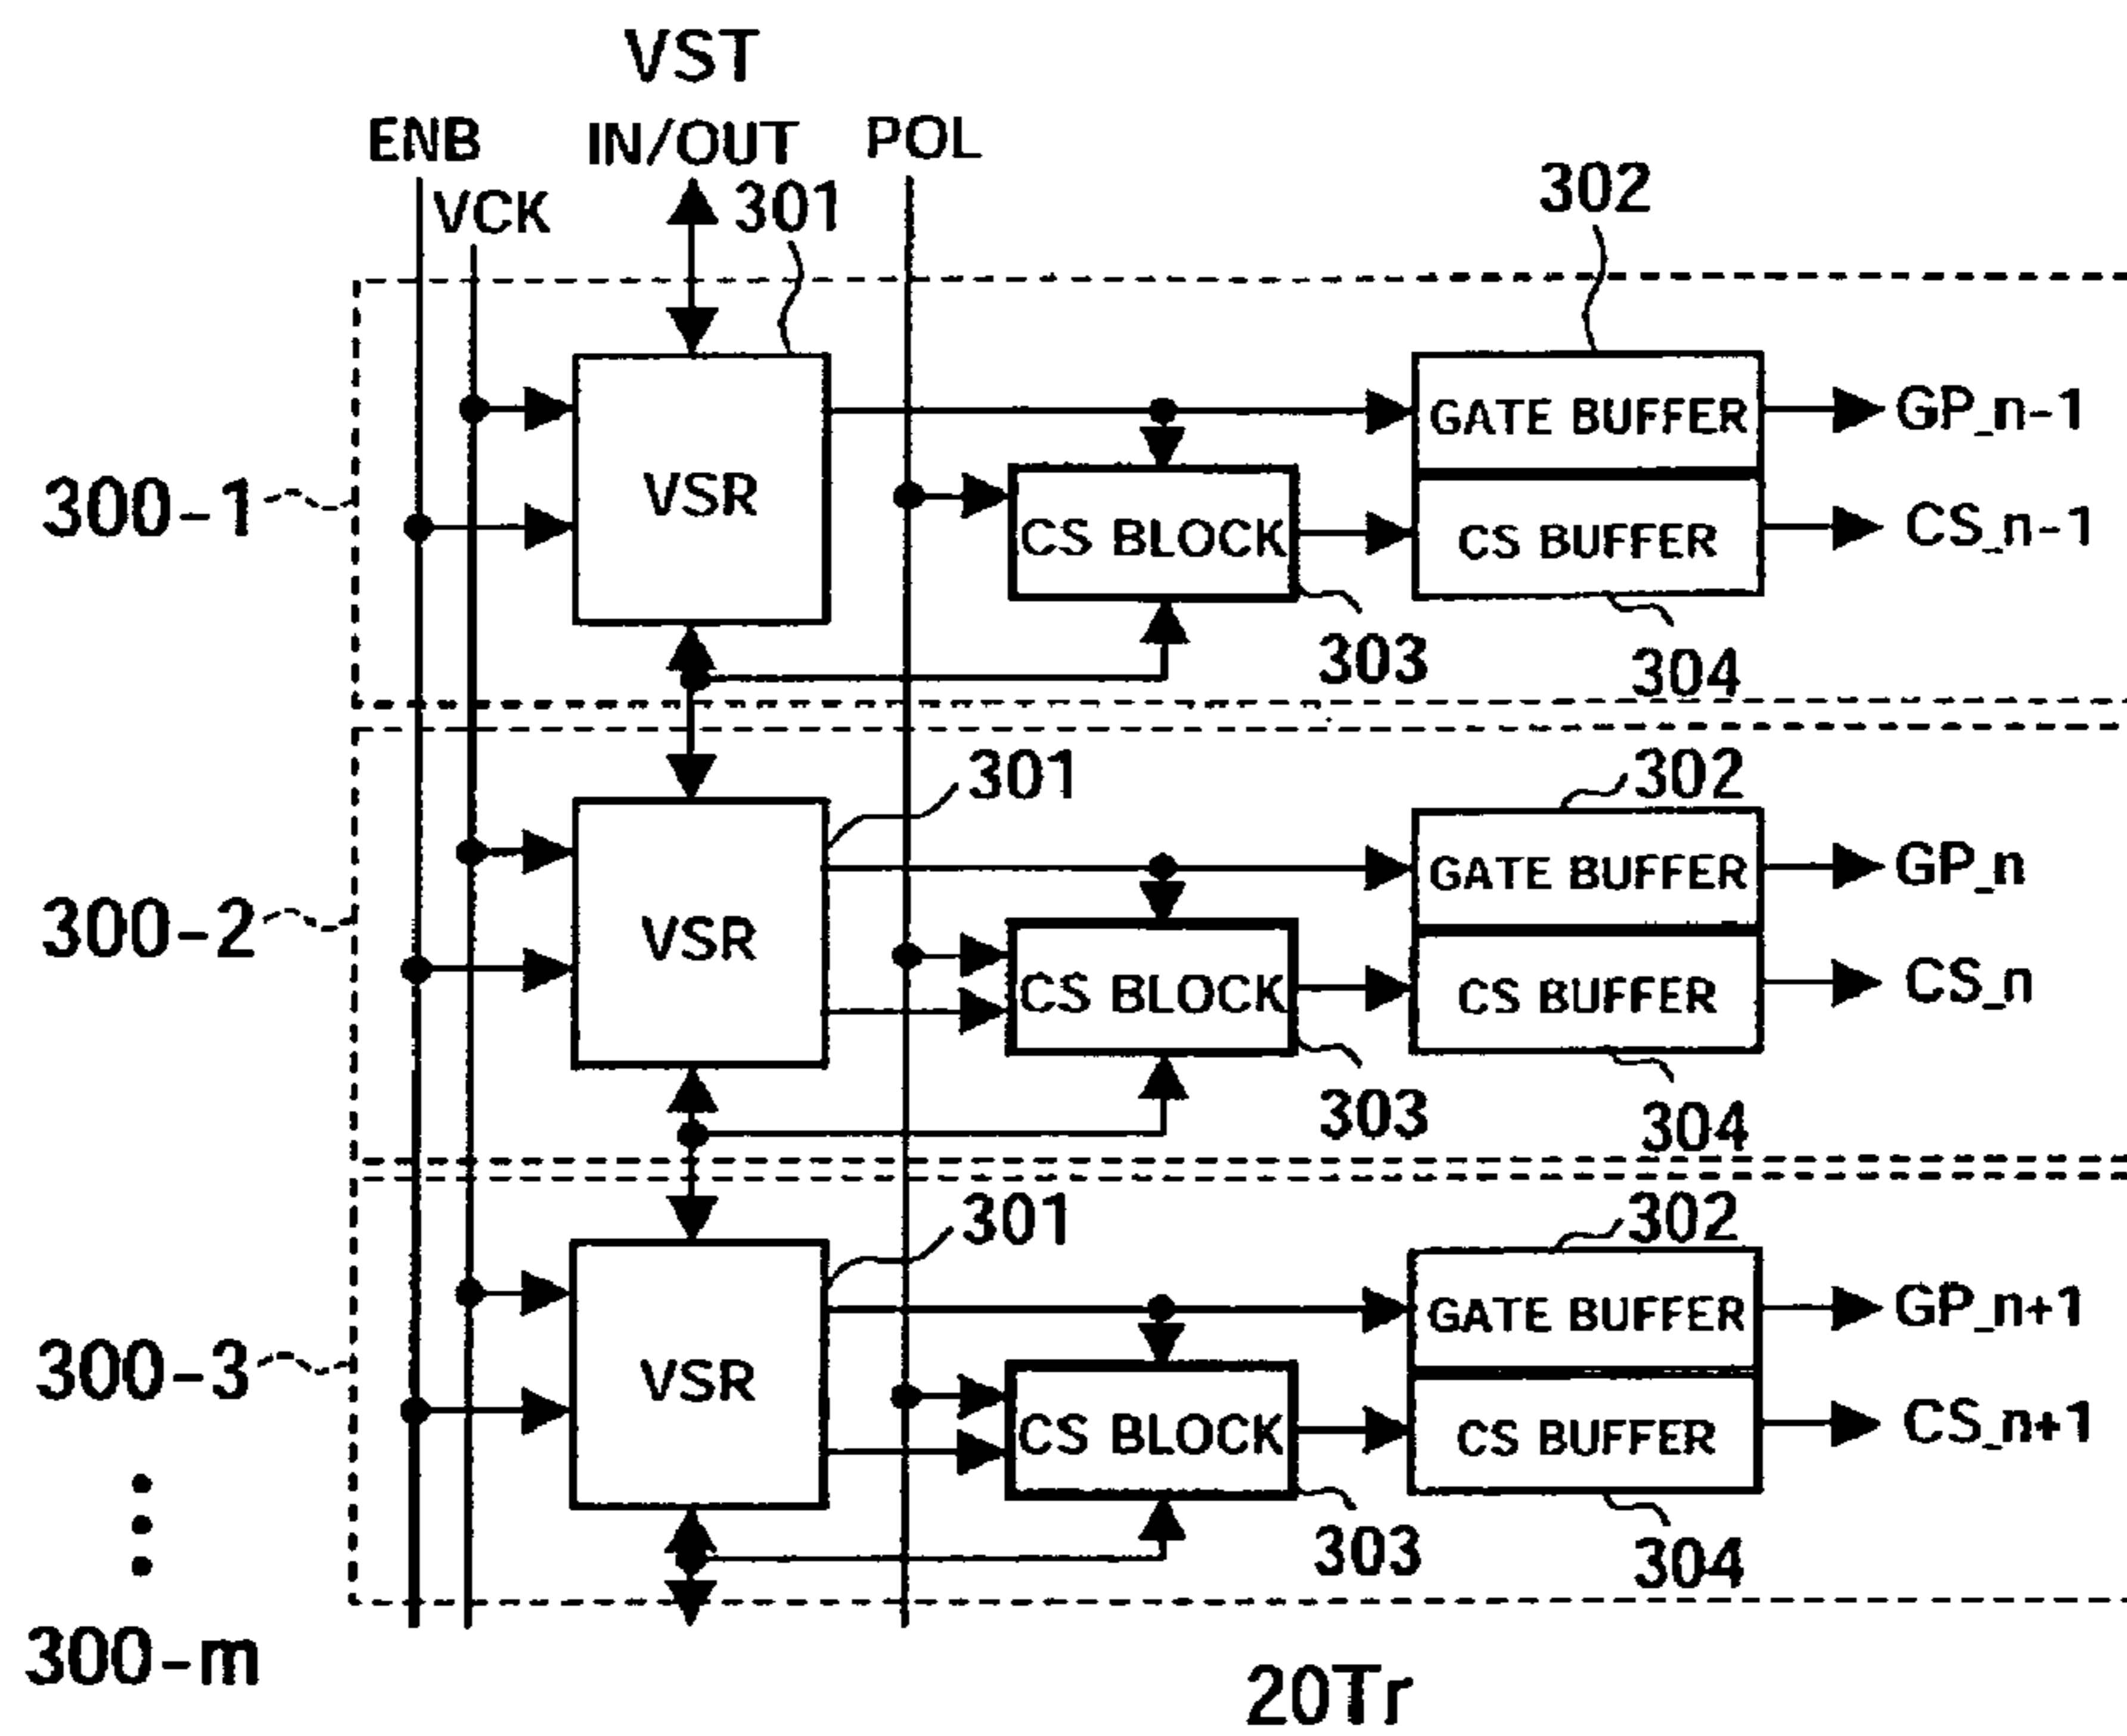 VST
ENB IN/OUT POL
VCK 301 302
GATE BUFFER GP_n-1
300-1 VSR CS BLOCK CS BUFFER CS_n-1
303 304
301 302
GATE BUFFER GP_n
300-2 VSR CS BLOCK CS BUFFER CS_n
303 304
301 302
GATE BUFFER GP_n+1
300-3 VSR CS BLOCK CS BUFFER CS_n+1
303 304
300-m
20Tr